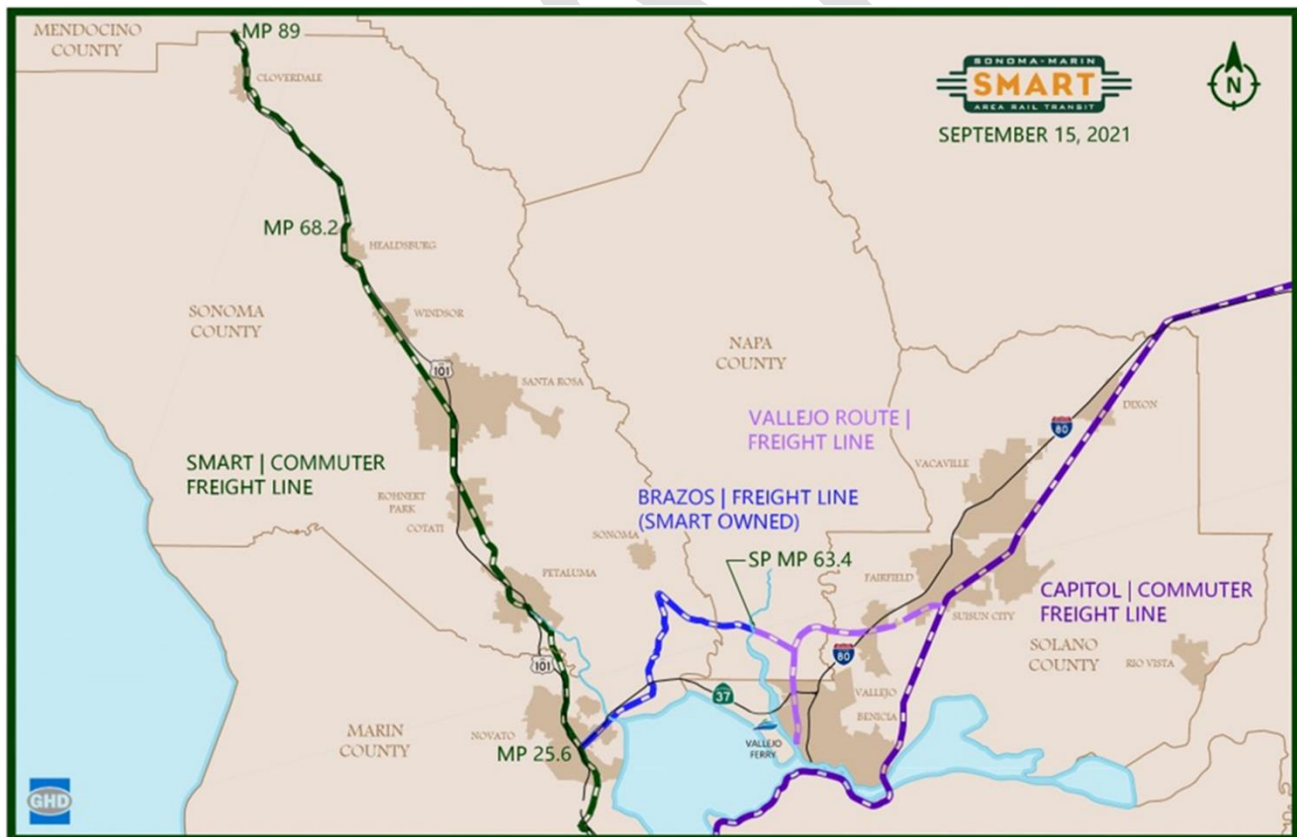 MENDOCINO
COUNTY
MP 89
CLOVERDALE
SONOMA-MARIN
SMART
AREA RAIL TRANSIT
N
SEPTEMBER 15, 2021
MP 68.2
HEALDSBURG
SONOMA
COUNTY
WINDSOR
NAPA
COUNTY
101
SANTA ROSA
DIXON
VALLEJO ROUTE |
FREIGHT LINE
80
SMART | COMMUTER
FREIGHT LINE
VACAVILLE
ROHNERT
PARK
COTATI
BRAZOS | FREIGHT LINE
(SMART OWNED)
SONOMA
SP MP 63.4
PETALUMA
FAIRFIELD
CAPITOL | COMMUTER
FREIGHT LINE
SUISUN CITY
SOLANO
COUNTY
RIO VISTA
101
80
37
VALLEJO
BENICIA
MARIN
COUNTY
NOVATO
MP 25.6
VALLEJO
FERRY
GHD